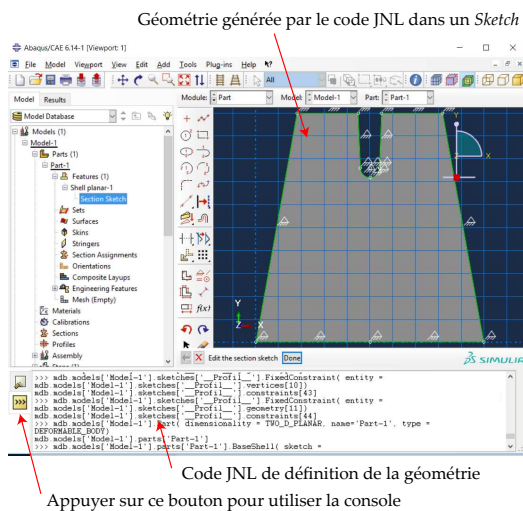 Géométrie générée par le code JNL dans un Sketch
Abaqus/CAE 6.14-1 [Viewport: 1]
File Model Viewport View Edit Add Tools Plug-ins Help
All
Model Results
Module: Part Model: Model-1 Part: Part-1
Model Database
Models (1)
Model-1
Parts (1)
Part-1
Features (1)
Shell planar-1
Section Sketch
Sets
Surfaces
Skins
Stringers
Section Assignments
Orientations
Composite Layups
Engineering Features
Mesh (Empty)
Materials
Calibrations
Sections
Profiles
Assembly
f(x)
Y
X
Z
Y
Z X
Edit the section sketch Done
SIMULIA
>>> mdb.models['Model-1'].sketches['__Profil__'].FixedConstraint( entity =
mdb.models['Model-1'].sketches['__Profil__'].vertices[10])
mdb.models['Model-1'].sketches['__Profil__'].constraints[43]
>>> mdb.models['Model-1'].sketches['__Profil__'].FixedConstraint( entity =
mdb.models['Model-1'].sketches['__Profil__'].geometry[11])
mdb.models['Model-1'].sketches['__Profil__'].constraints[44]
>>> mdb.models['Model-1'].Part( dimensionality = TWO_D_PLANAR, name='Part-1', type =
DEFORMABLE_BODY)
mdb.models['Model-1'].parts['Part-1']
>>> mdb.models['Model-1'].parts['Part-1'].BaseShell( sketch =
Code JNL de définition de la géométrie
Appuyer sur ce bouton pour utiliser la console